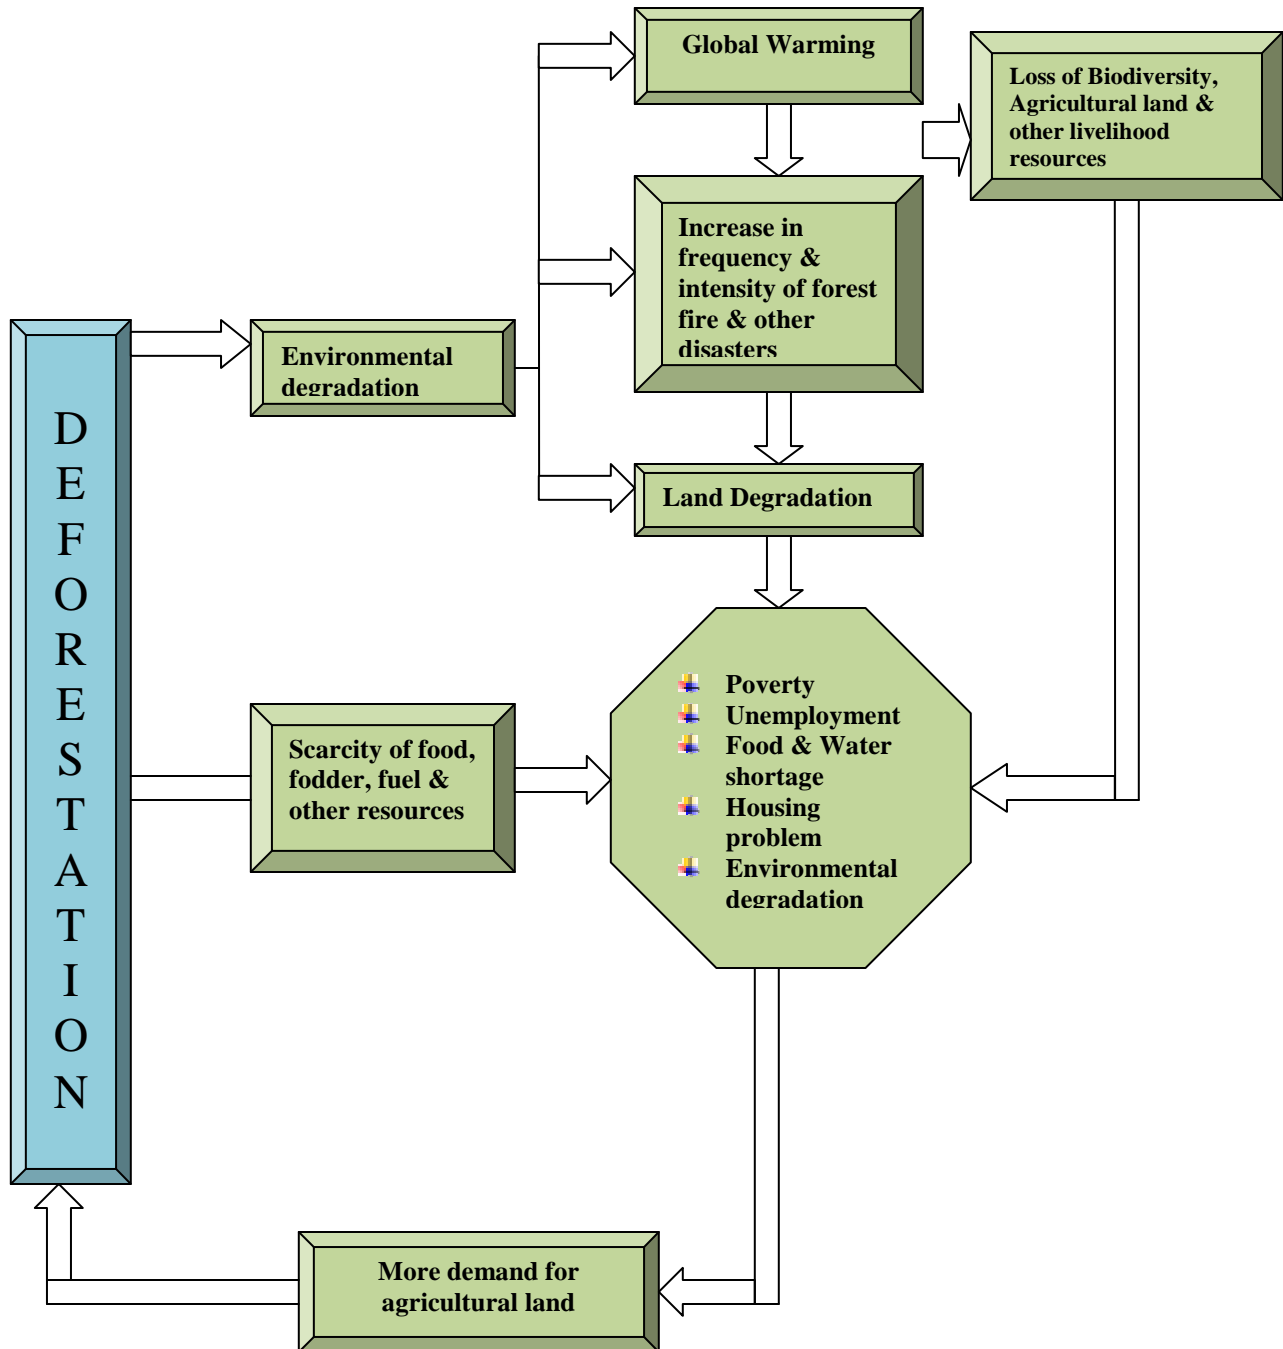 Global Warming
Loss of Biodiversity,
Agricultural land &
other livelihood
resources
Increase in
frequency &
intensity of forest
fire & other
disasters
Environmental
degradation
Land Degradation
D
E
F
O
R
E
S
T
A
T
I
O
N
Scarcity of food,
fodder, fuel &
other resources
Poverty
Unemployment
Food & Water
shortage
Housing
problem
Environmental
degradation
More demand for
agricultural land